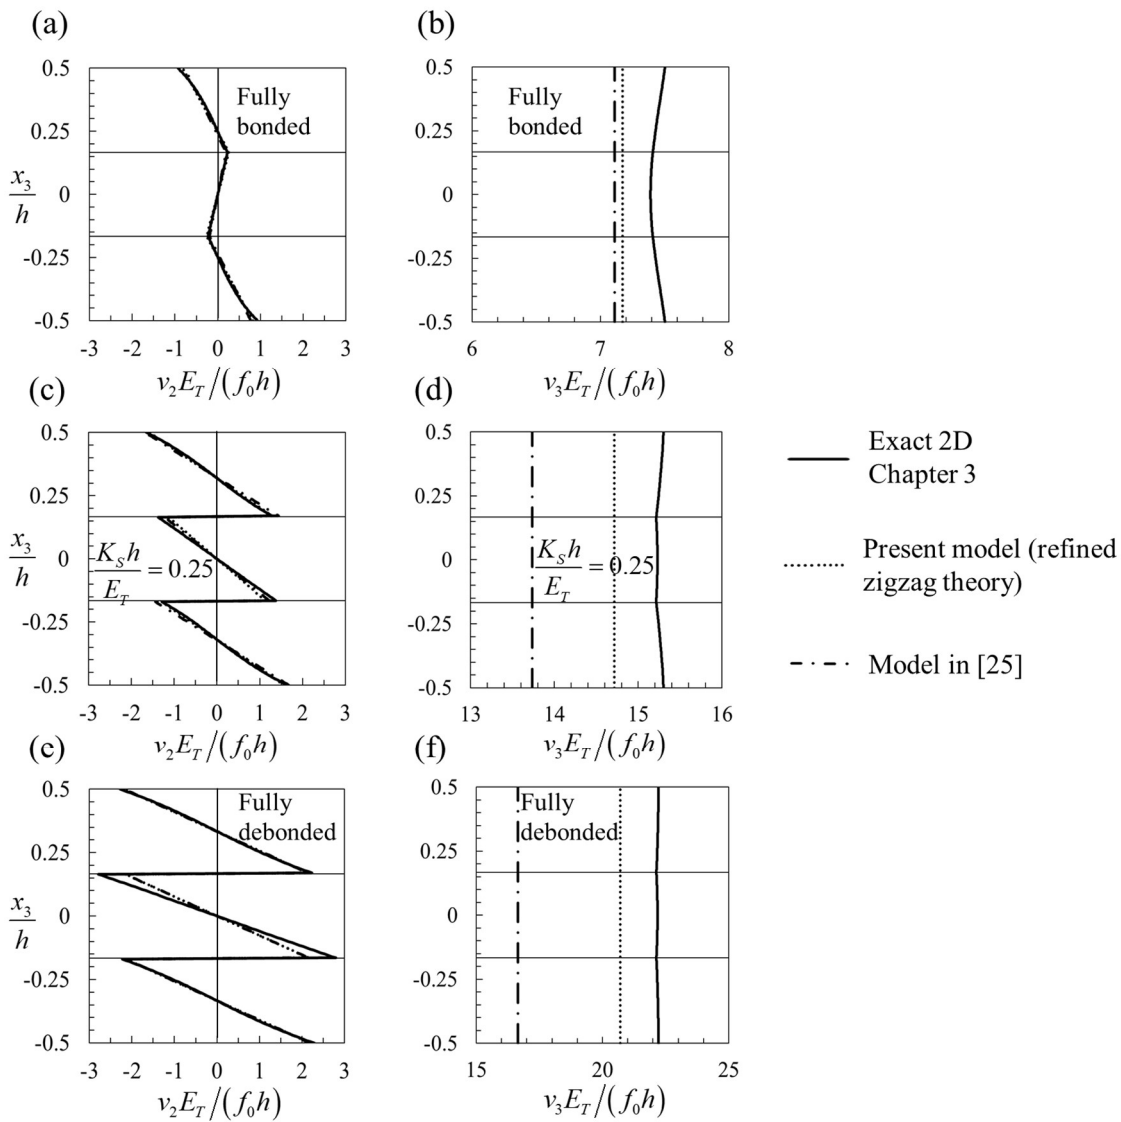 (a)
0.5
0.25
0
-0.25
-0.5
x3/h
Fully
bonded
-3 -2 -1 0 1 2 3
v2ET/(f0h)
(b)
0.5
0.25
0
-0.25
-0.5
Fully
bonded
6 7 8
v3ET/(f0h)
(c)
0.5
0.25
0
-0.25
-0.5
x3/h
KSh/ET = 0.25
-3 -2 -1 0 1 2 3
v2ET/(f0h)
(d)
0.5
0.25
0
-0.25
-0.5
KSh/ET = 0.25
13 14 15 16
v3ET/(f0h)
(e)
0.5
0.25
0
-0.25
-0.5
x3/h
Fully
debonded
-3 -2 -1 0 1 2 3
v2ET/(f0h)
(f)
0.5
0.25
0
-0.25
-0.5
Fully
debonded
15 20 25
v3ET/(f0h)
Exact 2D
Chapter 3
Present model (refined
zigzag theory)
Model in [25]